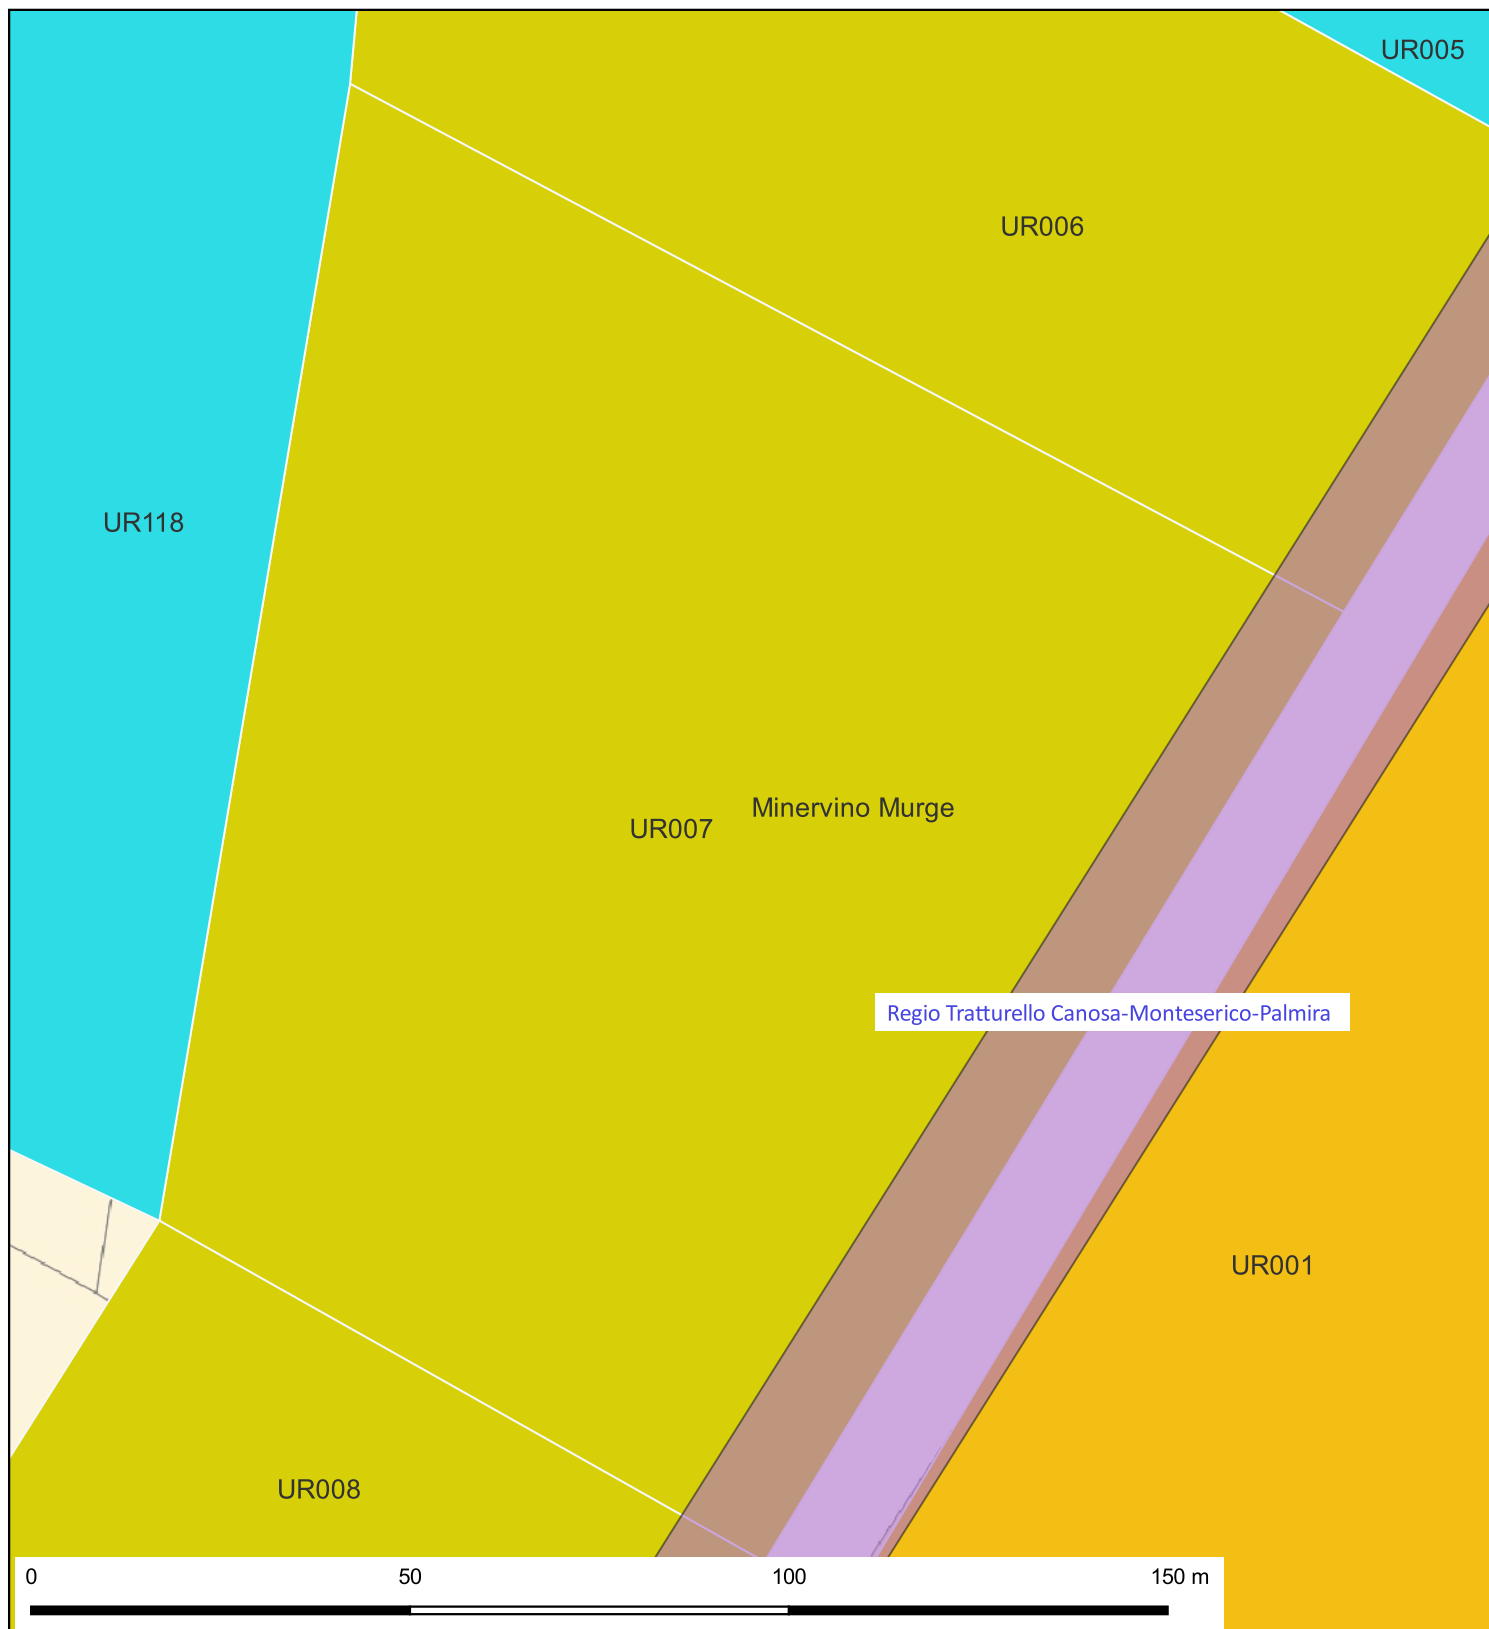 UR005
UR006
UR118
Minervino Murge
UR007
Regio Tratturello Canosa-Monteserico-Palmira
UR001
UR008
0 50 100 150 m